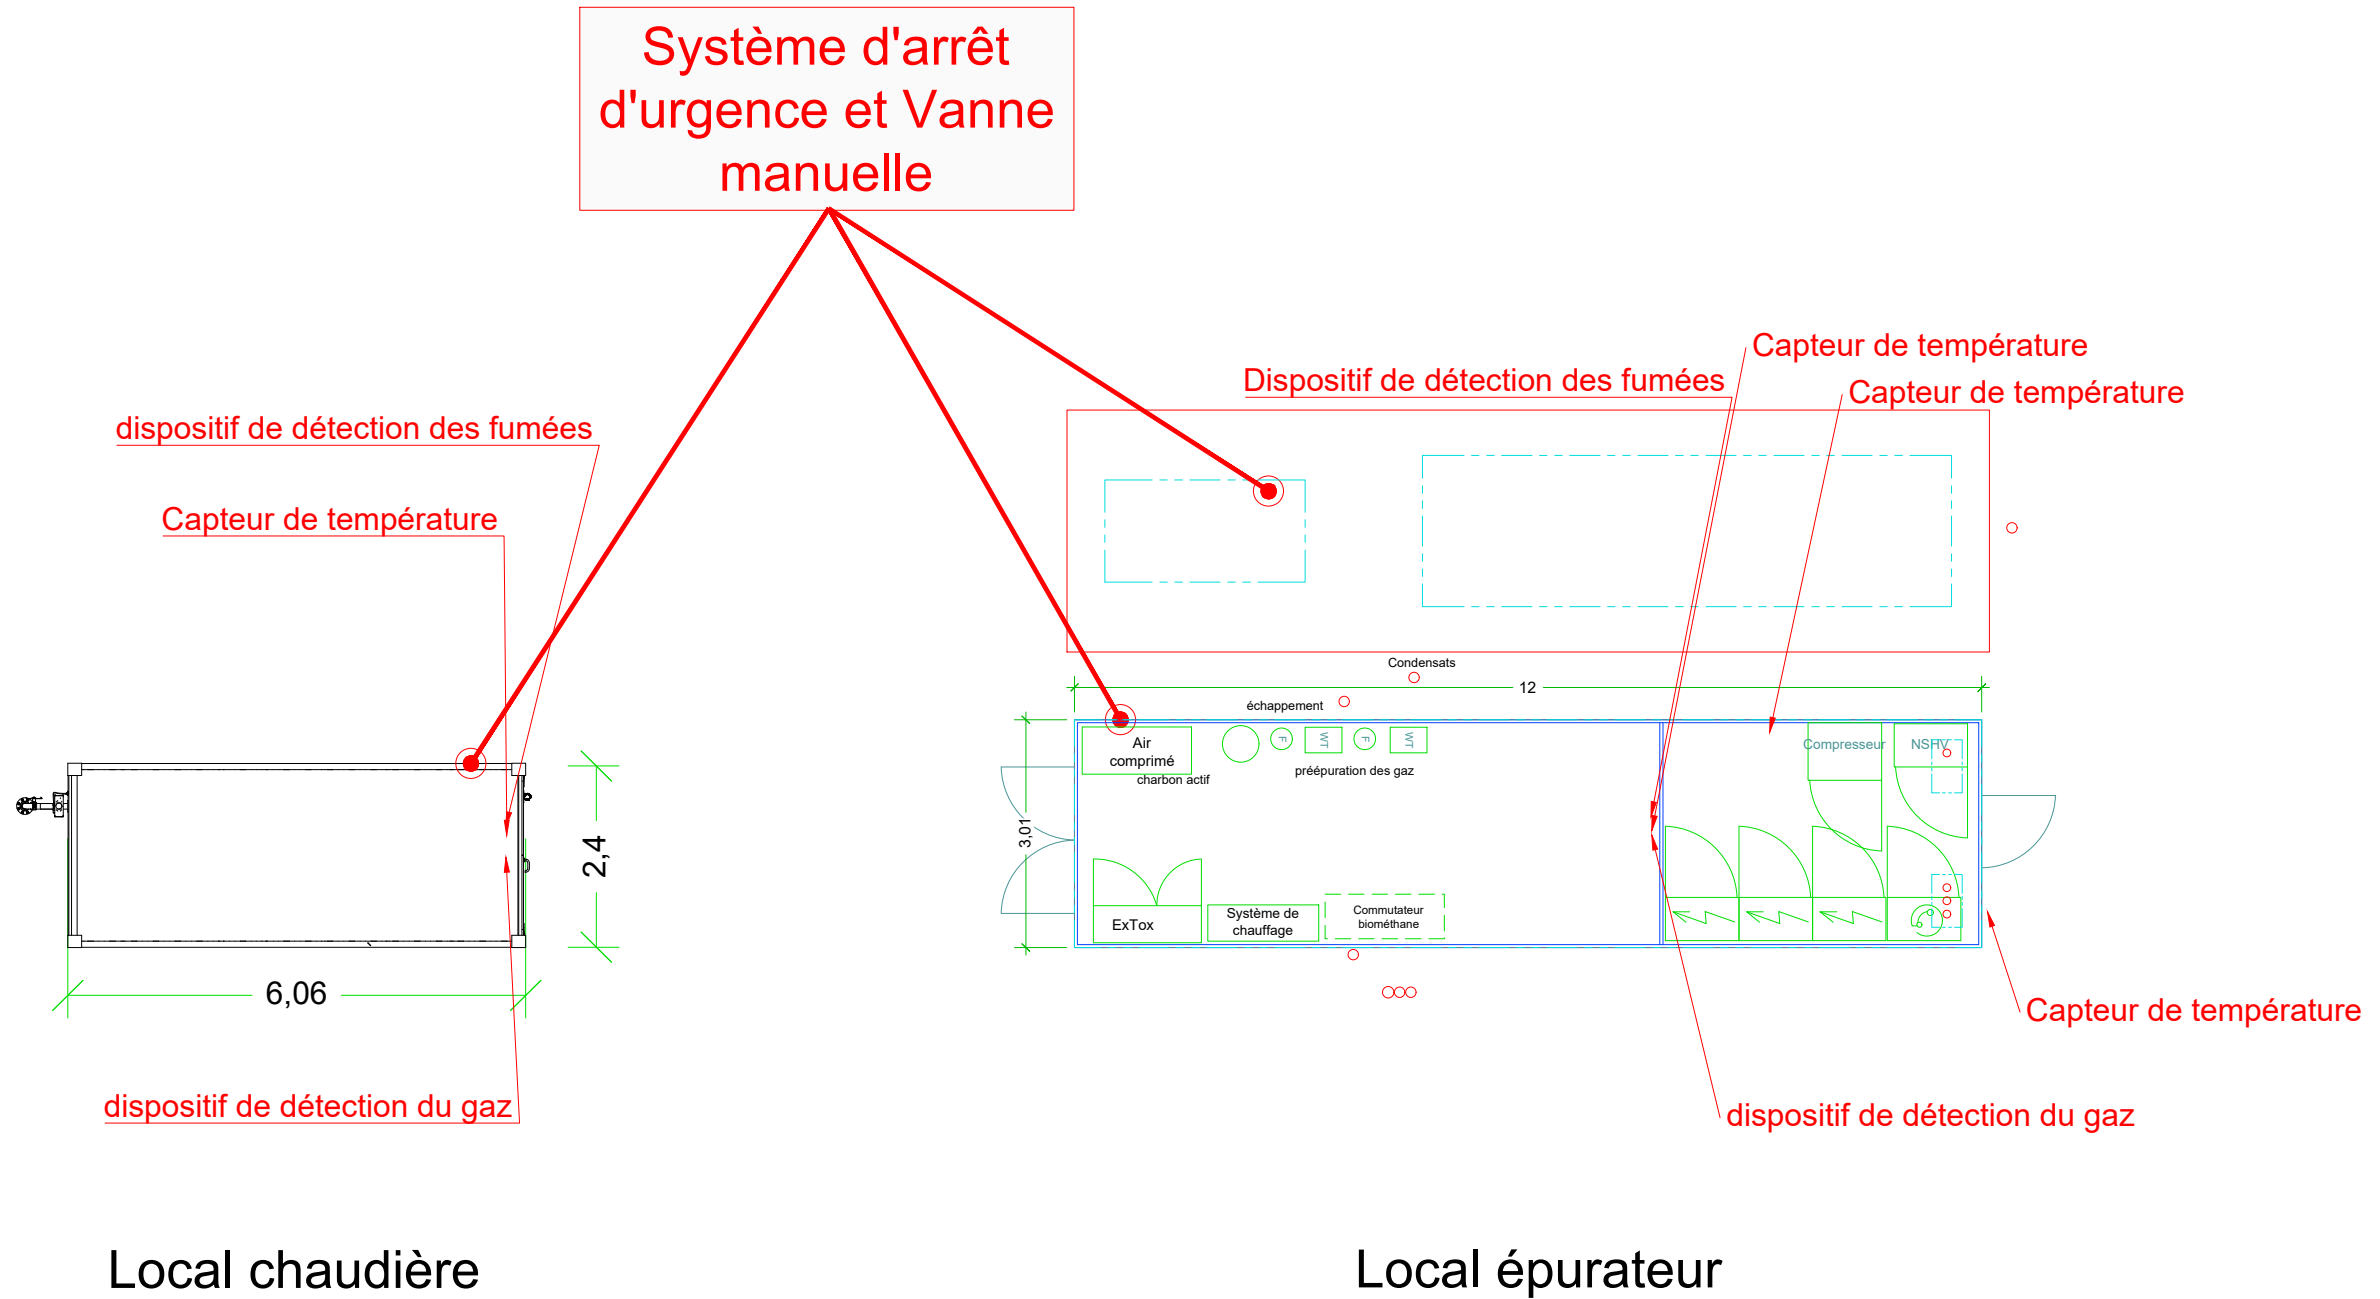 Système d'arrêt
d'urgence et Vanne
manuelle
Capteur de température
Dispositif de détection des fumées
Capteur de température
dispositif de détection des fumées
Capteur de température
Condensats
12
échappement
Air
comprimé
charbon actif
F
WT
F
WT
préépuration des gaz
Compresseur
NSHV
3,01
2,4
ExTox
Système de
chauffage
Commutateur
biométhane
6,06
Capteur de température
dispositif de détection du gaz
dispositif de détection du gaz
Local chaudière
Local épurateur